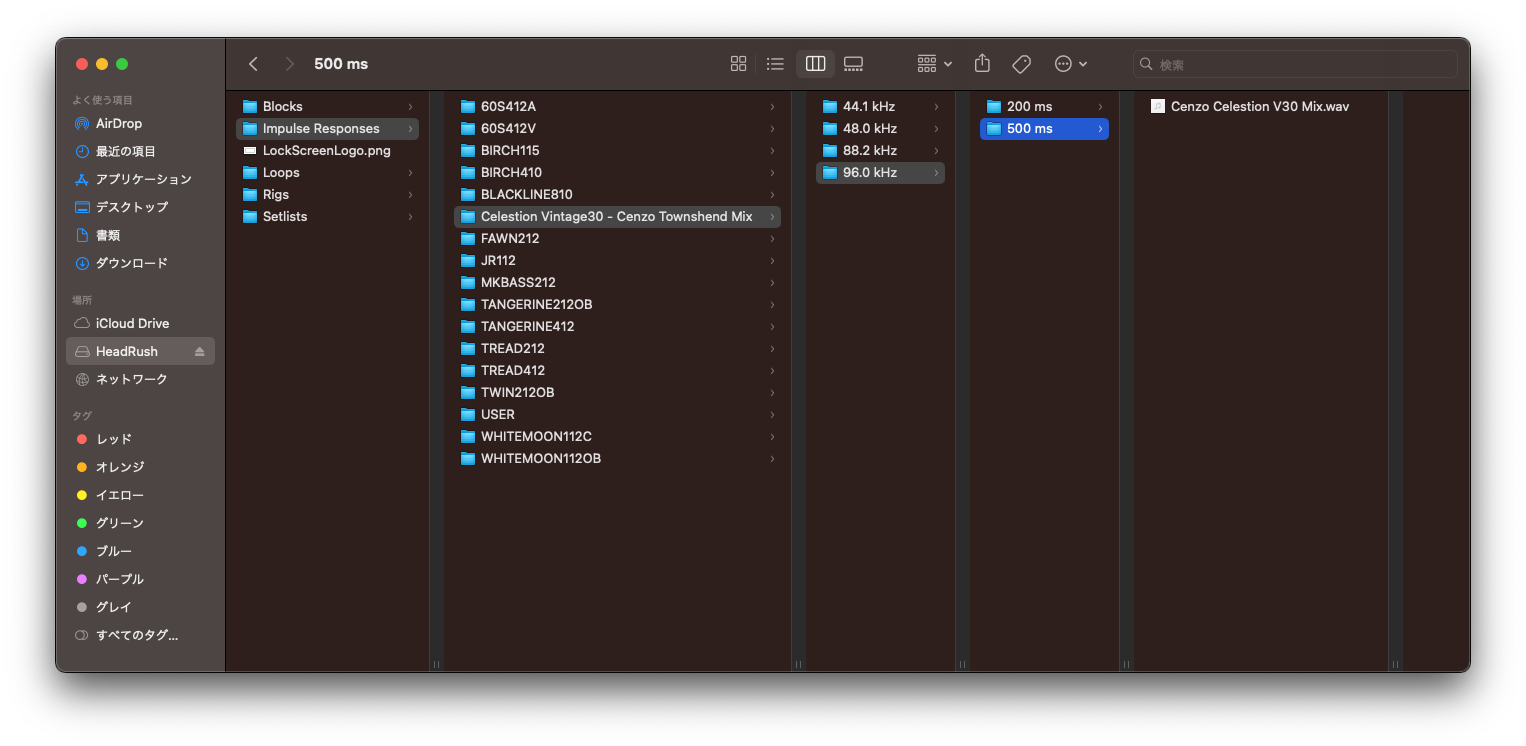 500 ms
検索
よく使う項目
AirDrop
最近の項目
アプリケーション
デスクトップ
書類
ダウンロード
場所
iCloud Drive
HeadRush
ネットワーク
タグ
レッド
オレンジ
イエロー
グリーン
ブルー
パープル
グレイ
すべてのタグ...
Blocks
Impulse Responses
LockScreenLogo.png
Loops
Rigs
Setlists
60S412A
60S412V
BIRCH115
BIRCH410
BLACKLINE810
Celestion Vintage30 - Cenzo Townshend Mix
FAWN212
JR112
MKBASS212
TANGERINE212OB
TANGERINE412
TREAD212
TREAD412
TWIN212OB
USER
WHITEMOON112C
WHITEMOON112OB
44.1 kHz
48.0 kHz
88.2 kHz
96.0 kHz
200 ms
500 ms
Cenzo Celestion V30 Mix.wav